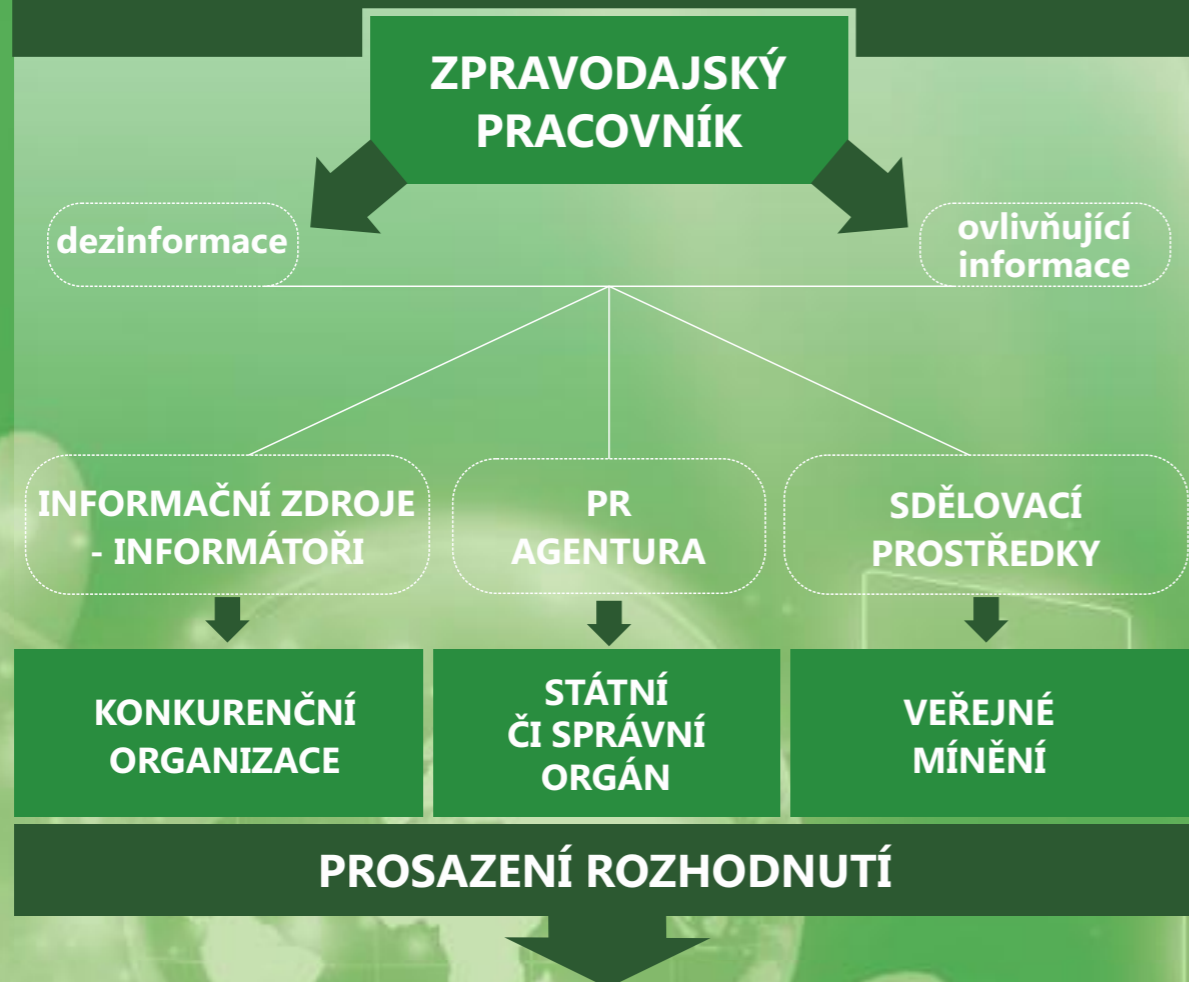 ZPRAVODAJSKÝ
PRACOVNÍK
dezinformace
ovlivňující
informace
INFORMAČNÍ ZDROJE
- INFORMÁTOŘI
PR
AGENTURA
SDĚLOVACÍ
PROSTŘEDKY
KONKURENČNÍ
ORGANIZACE
STÁTNÍ
ČI SPRÁVNÍ
ORGÁN
VEŘEJNÉ
MÍNĚNÍ
PROSAZENÍ ROZHODNUTÍ